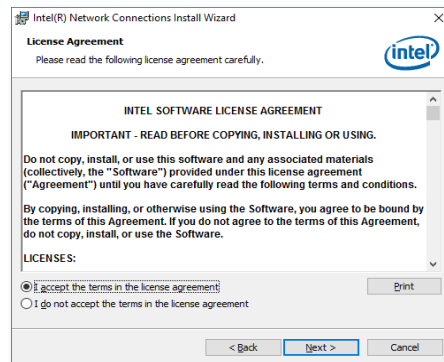 Intel(R) Network Connections Install Wizard
License Agreement
Please read the following license agreement carefully.
intel
INTEL SOFTWARE LICENSE AGREEMENT
IMPORTANT - READ BEFORE COPYING, INSTALLING OR USING.
Do not copy, install, or use this software and any associated materials
(collectively, the "Software") provided under this license agreement
("Agreement") until you have carefully read the following terms and conditions.
By copying, installing, or otherwise using the Software, you agree to be bound by
the terms of this Agreement. If you do not agree to the terms of this Agreement,
do not copy, install, or use the Software.
LICENSES:
I accept the terms in the license agreement
Print
I do not accept the terms in the license agreement
< Back
Next >
Cancel